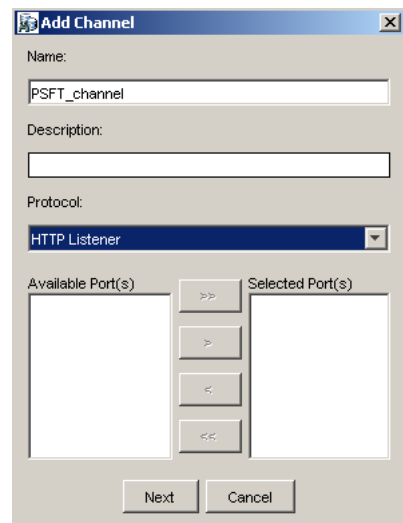 Add Channel
Name:
PSFT_channel
Description:
Protocol:
HTTP Listener
Available Port(s)
Selected Port(s)
>>
>
<
<<
Next
Cancel